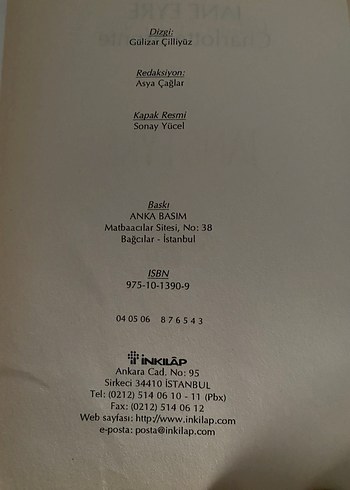 JANE EYRE
Dizgi:
Gülizar Çilliyüz
Redaksiyon:
Asya Çağlar
Kapak Resmi
Sonay Yücel
Baskı
ANKA BASIM
Matbaacılar Sitesi, No: 38
Bağcılar - İstanbul
ISBN
975-10-1390-9
04 05 06 8 7 6 5 4 3
İNKILÂP
Ankara Cad. No: 95
Sirkeci 34410 İSTANBUL
Tel: (0212) 514 06 10 - 11 (Pbx)
Fax: (0212) 514 06 12
Web sayfası: http://www.inkilap.com
e-posta: posta@inkilap.com